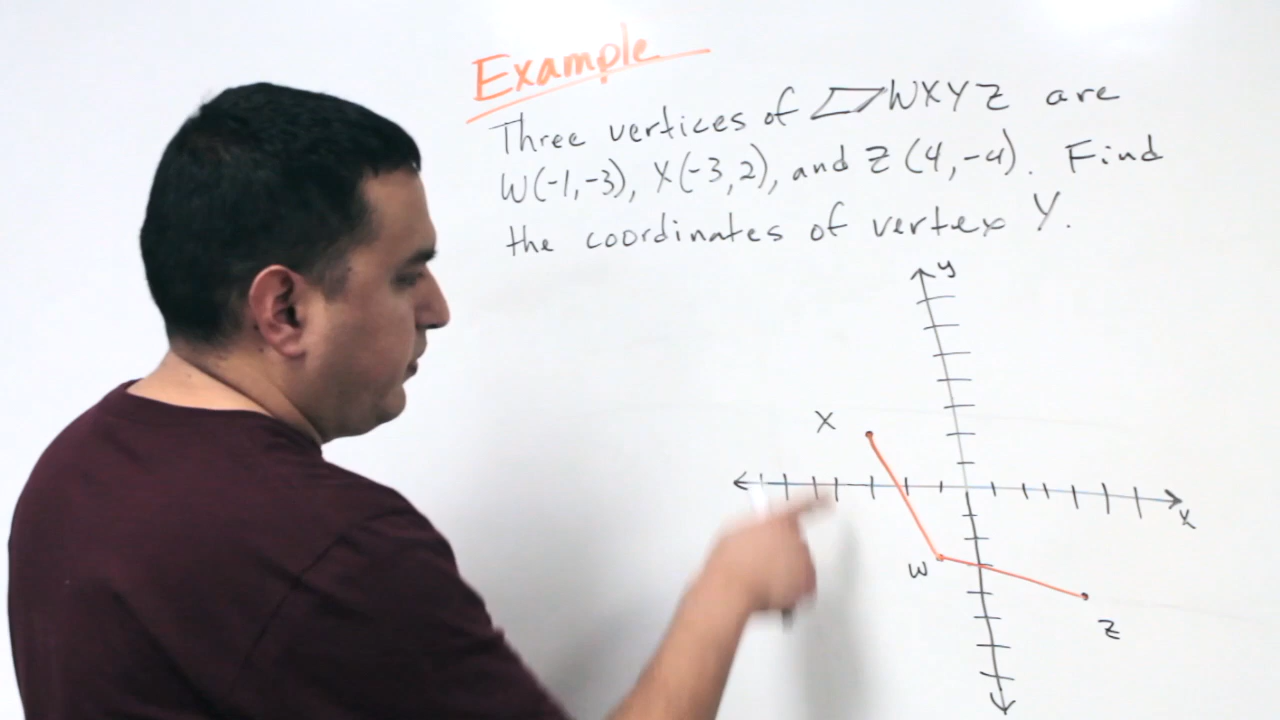 Example
Three vertices of ▱WXYZ are
W(-1,-3), X(-3,2), and Z(4,-4). Find
the coordinates of vertex Y.
y
X
x
W
Z